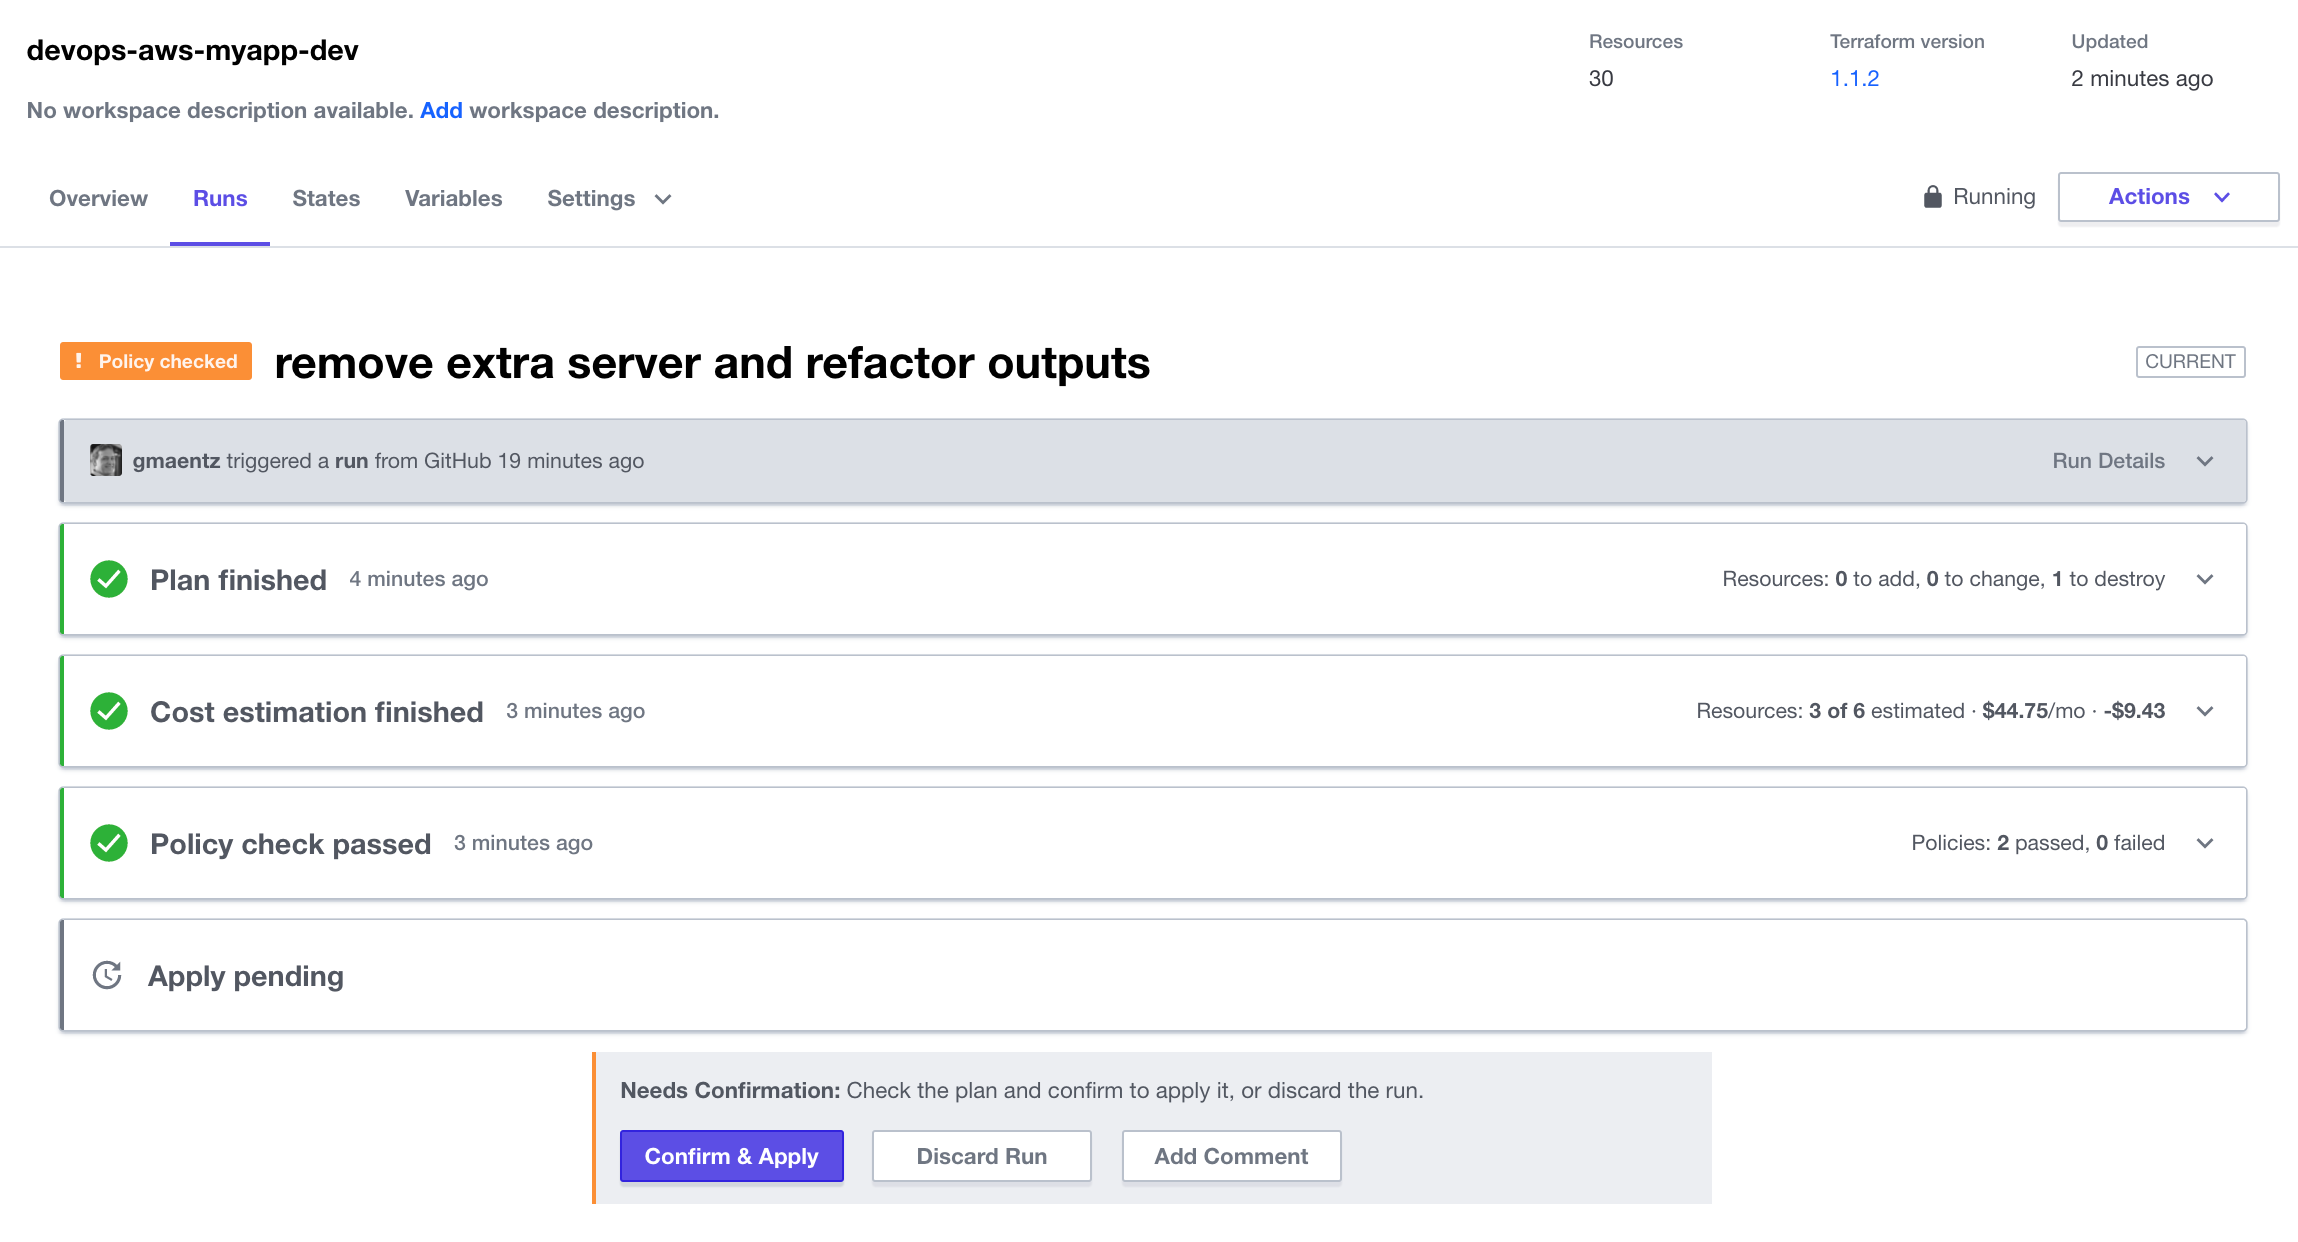 devops-aws-myapp-dev
Resources
30
Terraform version
1.1.2
Updated
2 minutes ago
No workspace description available. Add workspace description.
Overview Runs States Variables Settings
Running
Actions
! Policy checked
remove extra server and refactor outputs
CURRENT
gmaentz triggered a run from GitHub 19 minutes ago
Run Details
Plan finished 4 minutes ago
Resources: 0 to add, 0 to change, 1 to destroy
Cost estimation finished 3 minutes ago
Resources: 3 of 6 estimated · $44.75/mo · -$9.43
Policy check passed 3 minutes ago
Policies: 2 passed, 0 failed
Apply pending
Needs Confirmation: Check the plan and confirm to apply it, or discard the run.
Confirm & Apply
Discard Run
Add Comment